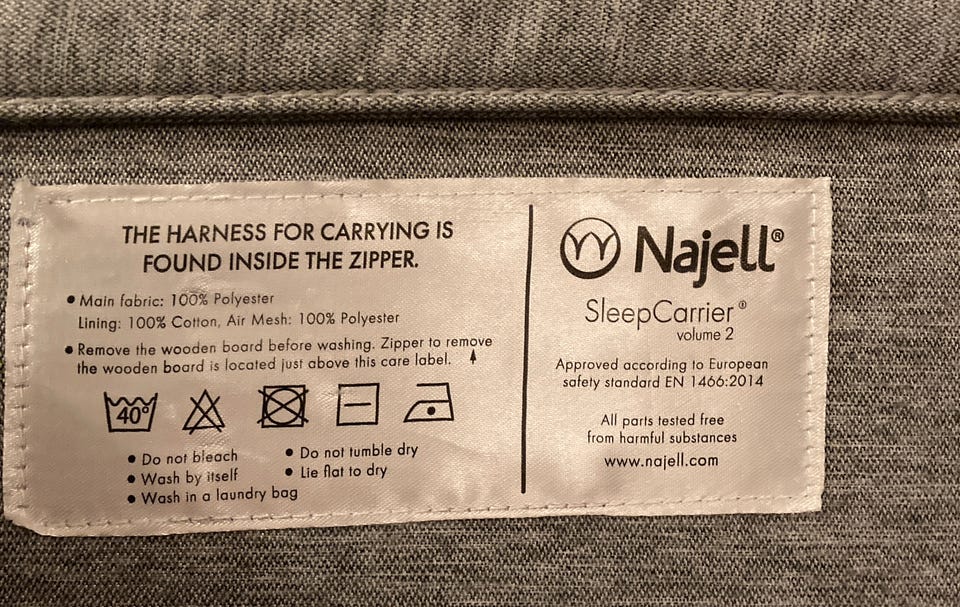 THE HARNESS FOR CARRYING IS
FOUND INSIDE THE ZIPPER.
• Main fabric: 100% Polyester
Lining: 100% Cotton, Air Mesh: 100% Polyester
• Remove the wooden board before washing. Zipper to remove
the wooden board is located just above this care label.
40°
• Do not bleach
• Wash by itself
• Wash in a laundry bag
• Do not tumble dry
• Lie flat to dry
Najell®
SleepCarrier®
volume 2
Approved according to European
safety standard EN 1466:2014
All parts tested free
from harmful substances
www.najell.com